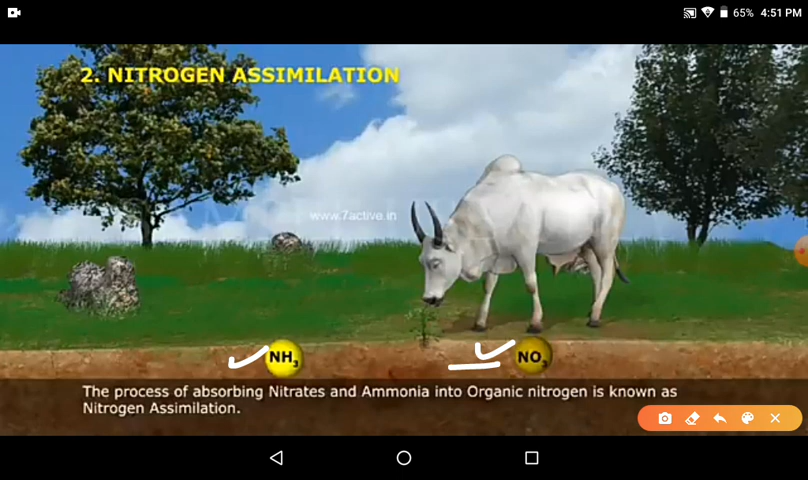 65% 4:51 PM
2. NITROGEN ASSIMILATION
www.7active.in
NH3
NO3
The process of absorbing Nitrates and Ammonia into Organic nitrogen is known as
Nitrogen Assimilation.